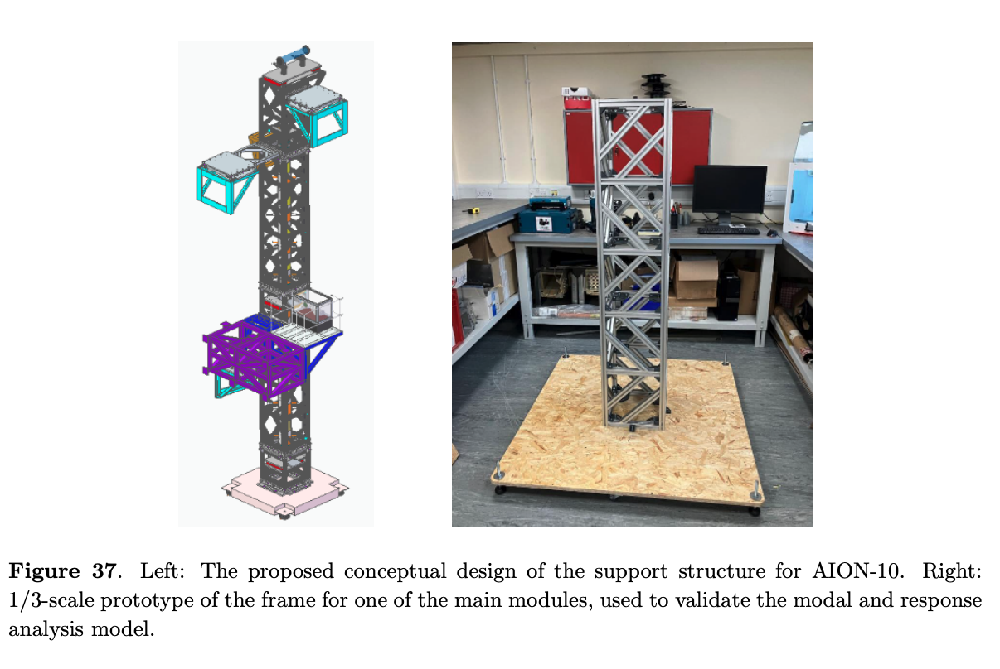 Figure 37. Left: The proposed conceptual design of the support structure for AION-10. Right:
1/3-scale prototype of the frame for one of the main modules, used to validate the modal and response
analysis model.